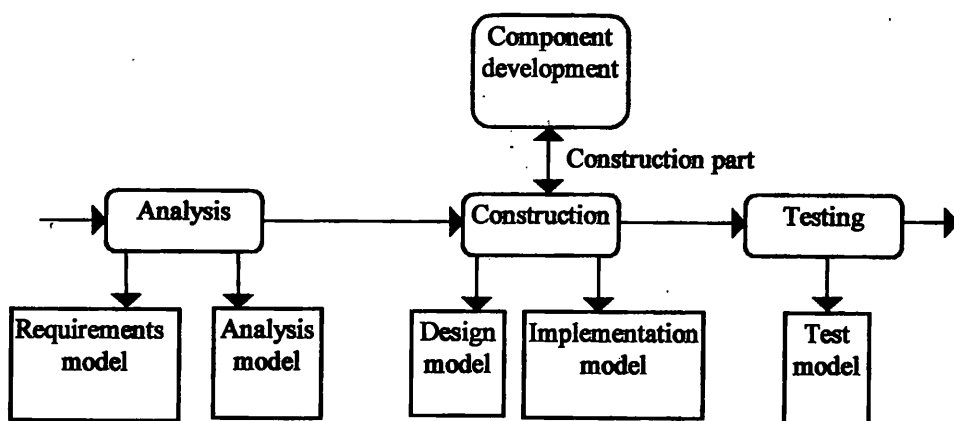 Component
development
Construction part
Analysis
Construction
Testing
Requirements
model
Analysis
model
Design
model
Implementation
model
Test
model